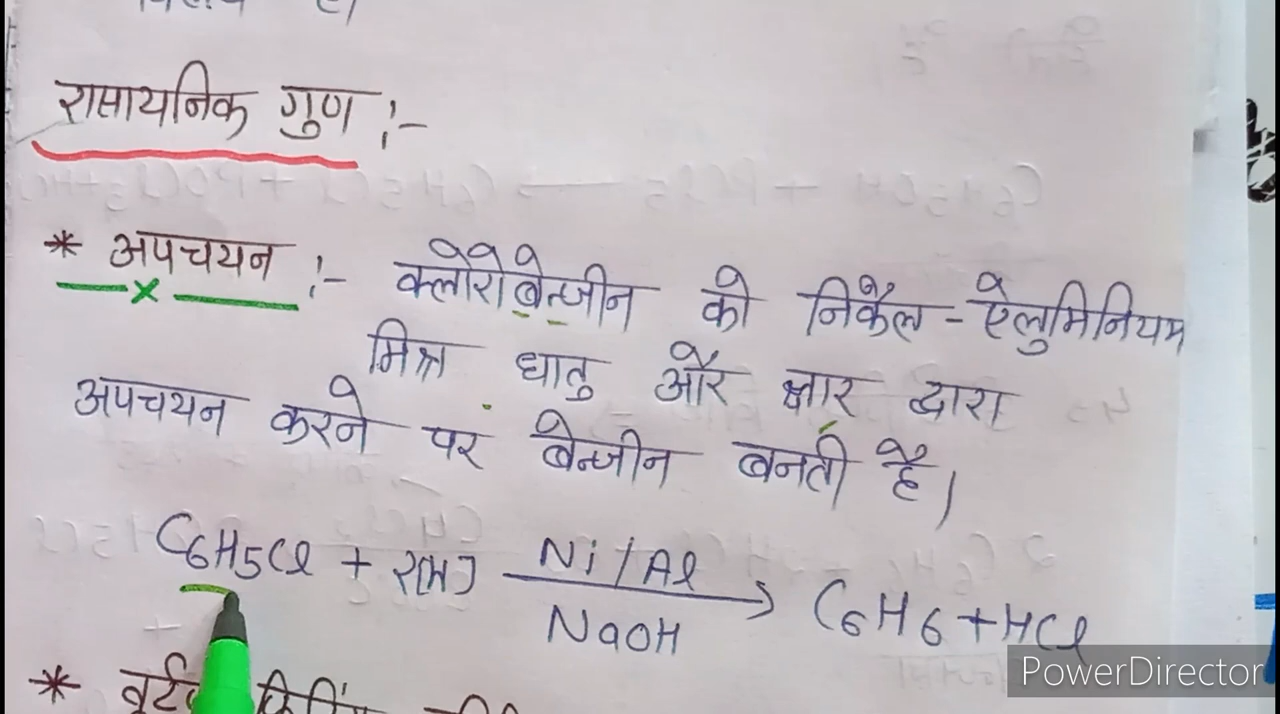 रासायनिक गुण :-
* अपचयन :- क्लोरोबेन्जीन को निकैल - ऐलुमिनियम
मिश्र धातु और क्षार द्वारा
अपचयन करने पर बेन्जीन बनती है।
C6H5Cl + 2[H] Ni/Al NaOH → C6H6 + HCl
PowerDirector